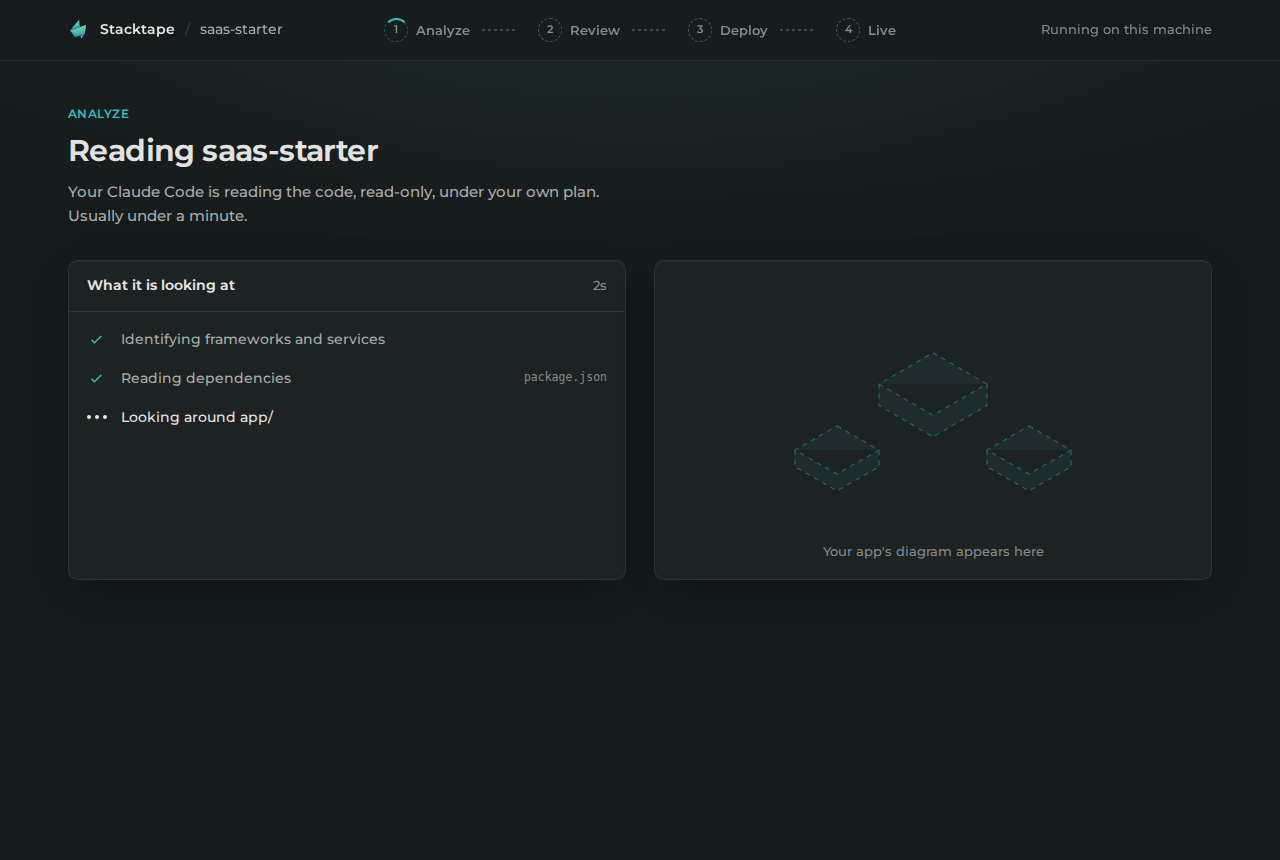 Stacktape / saas-starter
1 Analyze
2 Review
3 Deploy
4 Live
Running on this machine
ANALYZE
Reading saas-starter
Your Claude Code is reading the code, read-only, under your own plan.
Usually under a minute.
What it is looking at
2s
Identifying frameworks and services
Reading dependencies
package.json
Looking around app/
Your app's diagram appears here